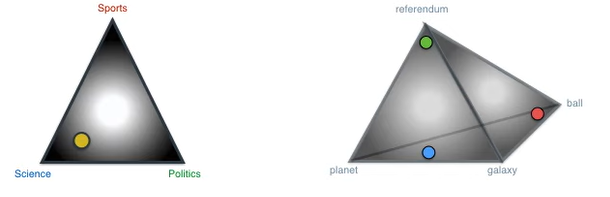 Sports
Science
Politics
referendum
ball
planet
galaxy